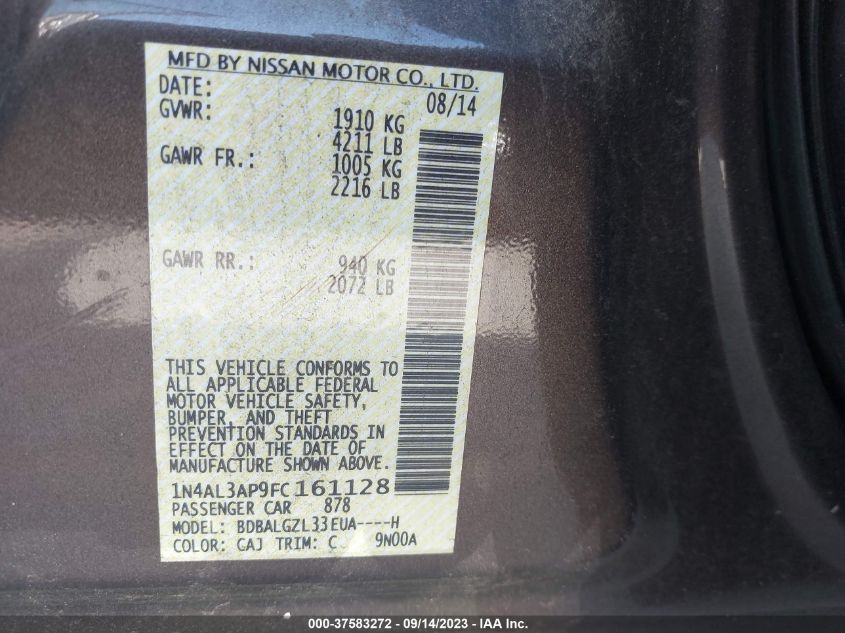 MFD BY NISSAN MOTOR CO., LTD.
DATE: 08/14
GVWR: 1910 KG
4211 LB
GAWR FR.: 1005 KG
2216 LB
GAWR RR.: 940 KG
2072 LB
THIS VEHICLE CONFORMS TO
ALL APPLICABLE FEDERAL
MOTOR VEHICLE SAFETY,
BUMPER, AND THEFT
PREVENTION STANDARDS IN
EFFECT ON THE DATE OF
MANUFACTURE SHOWN ABOVE.
1N4AL3AP9FC161128
PASSENGER CAR 878
MODEL: BDBALGZL33EUA----H
COLOR: CAJ TRIM: C 9N00A
000-37583272 - 09/14/2023 - IAA Inc.